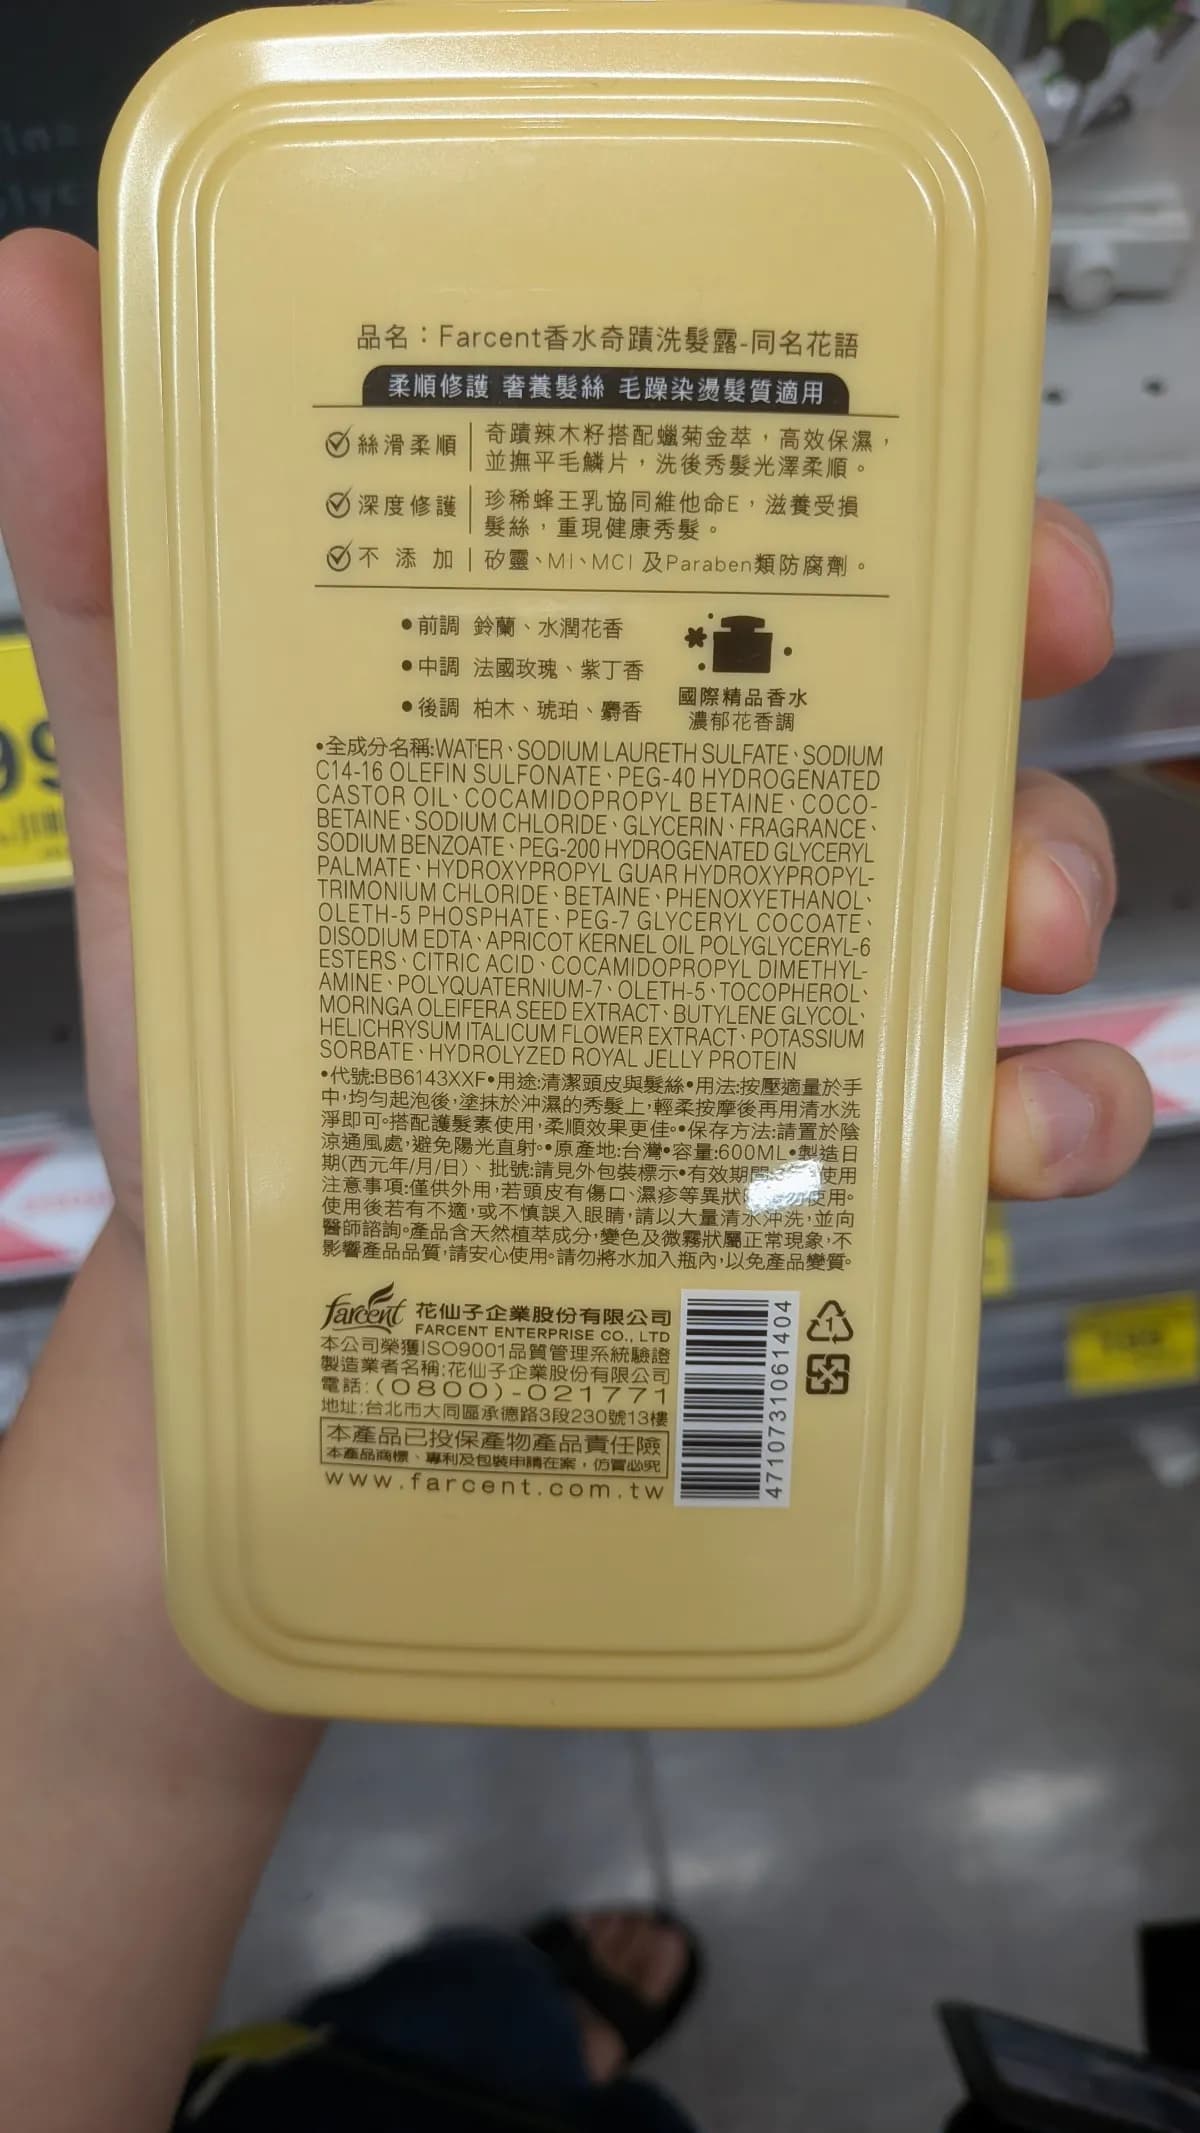 品名：Farcent香水奇蹟洗髮露-同名花語
柔順修護 奢養髮絲 毛躁染燙髮質適用
絲滑柔順 奇蹟辣木籽搭配蠟菊金萃，高效保濕，
並撫平毛鱗片，洗後秀髮光澤柔順。
深度修護 珍稀蜂王乳協同維他命E，滋養受損
髮絲，重現健康秀髮。
不添加 矽靈、MI、MCI 及Paraben類防腐劑。
•前調 鈴蘭、水潤花香
•中調 法國玫瑰、紫丁香
•後調 柏木、琥珀、麝香
國際精品香水
濃郁花香調
•全成分名稱:WATER、SODIUM LAURETH SULFATE、SODIUM
C14-16 OLEFIN SULFONATE、PEG-40 HYDROGENATED
CASTOR OIL、COCAMIDOPROPYL BETAINE、COCO-
BETAINE、SODIUM CHLORIDE、GLYCERIN、FRAGRANCE、
SODIUM BENZOATE、PEG-200 HYDROGENATED GLYCERYL
PALMATE、HYDROXYPROPYL GUAR HYDROXYPROPYL-
TRIMONIUM CHLORIDE、BETAINE、PHENOXYETHANOL、
OLETH-5 PHOSPHATE、PEG-7 GLYCERYL COCOATE、
DISODIUM EDTA、APRICOT KERNEL OIL POLYGLYCERYL-6
ESTERS、CITRIC ACID、COCAMIDOPROPYL DIMETHYL-
AMINE、POLYQUATERNIUM-7、OLETH-5、TOCOPHEROL、
MORINGA OLEIFERA SEED EXTRACT、BUTYLENE GLYCOL、
HELICHRYSUM ITALICUM FLOWER EXTRACT、POTASSIUM
SORBATE、HYDROLYZED ROYAL JELLY PROTEIN
•代號:BB6143XXF•用途:清潔頭皮與髮絲•用法:按壓適量於手
中,均勻起泡後,塗抹於沖濕的秀髮上,輕柔按摩後再用清水洗
淨即可。搭配護髮素使用,柔順效果更佳。•保存方法:請置於陰
涼通風處,避免陽光直射。•原產地:台灣•容量:600ML•製造日
期(西元年/月/日)、批號:請見外包裝標示•有效期間:3年 使用
注意事項:僅供外用,若頭皮有傷口、濕疹等異狀 勿使用。
使用後若有不適,或不慎誤入眼睛,請以大量清水沖洗,並向
醫師諮詢。產品含天然植萃成分,變色及微霧狀屬正常現象,不
影響產品品質,請安心使用。請勿將水加入瓶內,以免產品變質。
farcent 花仙子企業股份有限公司
FARCENT ENTERPRISE CO., LTD
本公司榮獲ISO9001品質管理系統驗證
製造業者名稱:花仙子企業股份有限公司
電話:(0800)-021771
地址:台北市大同區承德路3段230號13樓
本產品已投保產物產品責任險
本產品商標、專利及包裝申請在案，仿冒必究
www.farcent.com.tw
4710731061404
1